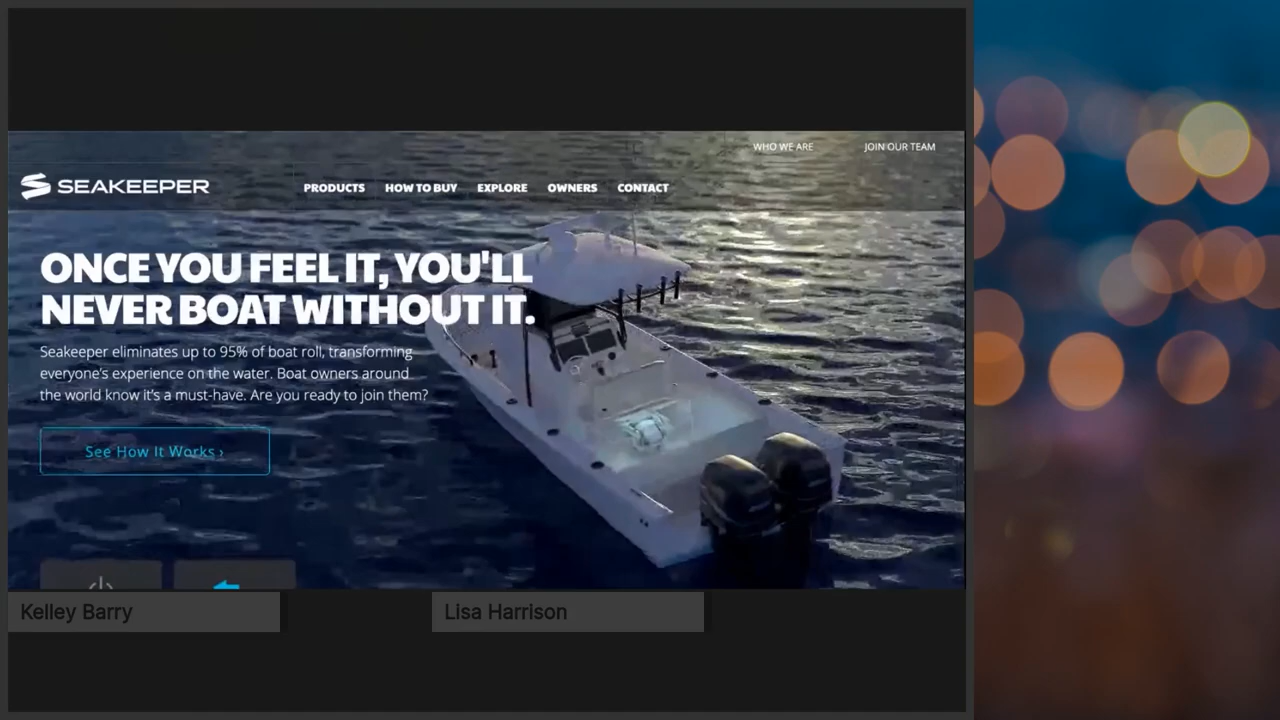 WHO WE ARE
JOIN OUR TEAM
SEAKEEPER
PRODUCTS
HOW TO BUY
EXPLORE
OWNERS
CONTACT
ONCE YOU FEEL IT, YOU'LL
NEVER BOAT WITHOUT IT.
Seakeeper eliminates up to 95% of boat roll, transforming
everyone's experience on the water. Boat owners around
the world know it's a must-have. Are you ready to join them?
See How It Works ›
Kelley Barry
Lisa Harrison